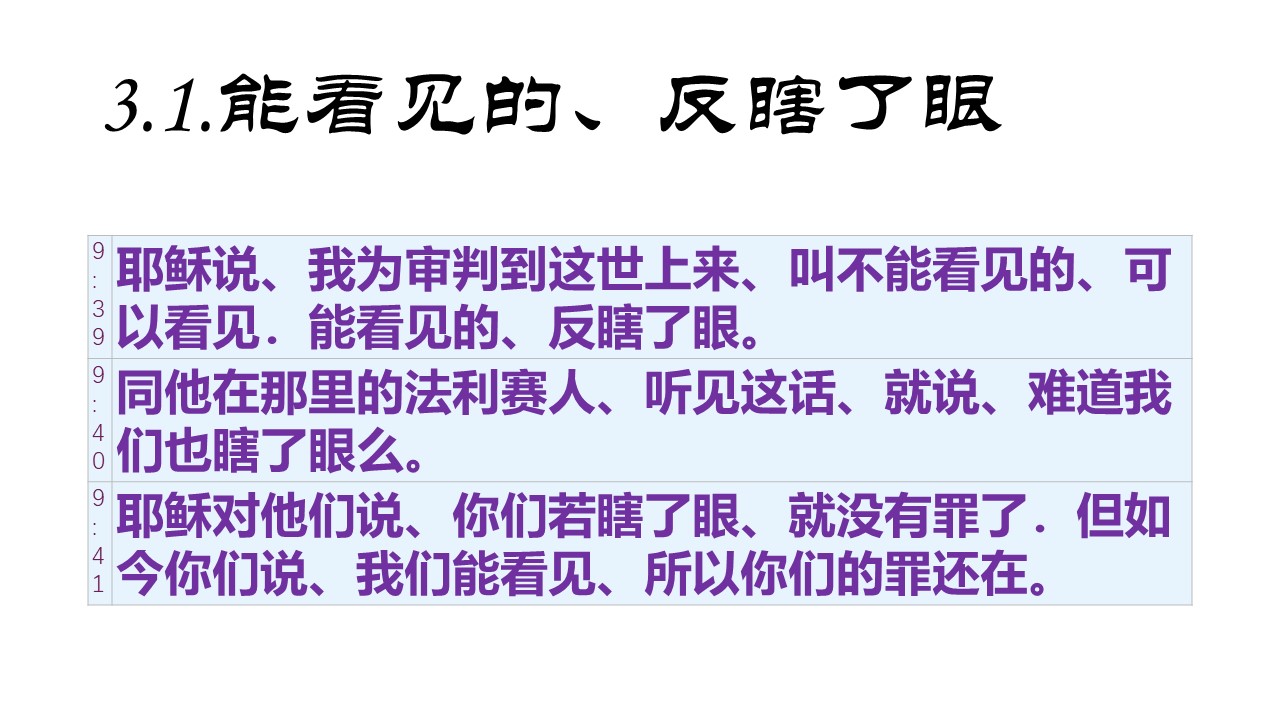 3.1.能看见的、反瞎了眼
9:39
耶稣说、我为审判到这世上来、叫不能看见的、可
以看见．能看见的、反瞎了眼。
9:40
同他在那里的法利赛人、听见这话、就说、难道我
们也瞎了眼么。
9:41
耶稣对他们说、你们若瞎了眼、就没有罪了．但如
今你们说、我们能看见、所以你们的罪还在。